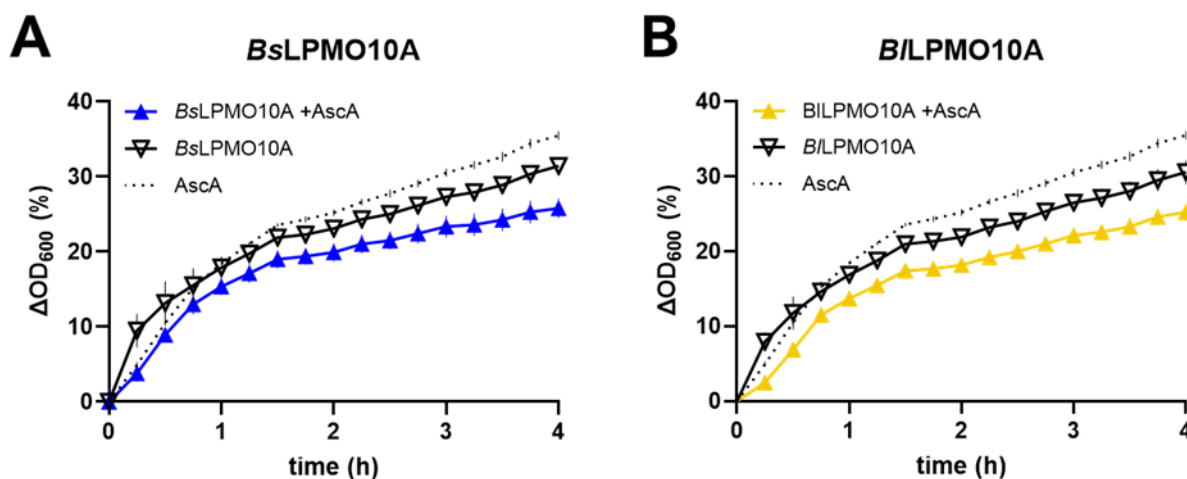 A
BsLPMO10A
40
30
20
10
0
ΔOD600 (%)
BsLPMO10A +AscA
BsLPMO10A
AscA
0 1 2 3 4
time (h)
B
BlLPMO10A
40
30
20
10
0
ΔOD600 (%)
BlLPMO10A +AscA
BlLPMO10A
AscA
0 1 2 3 4
time (h)